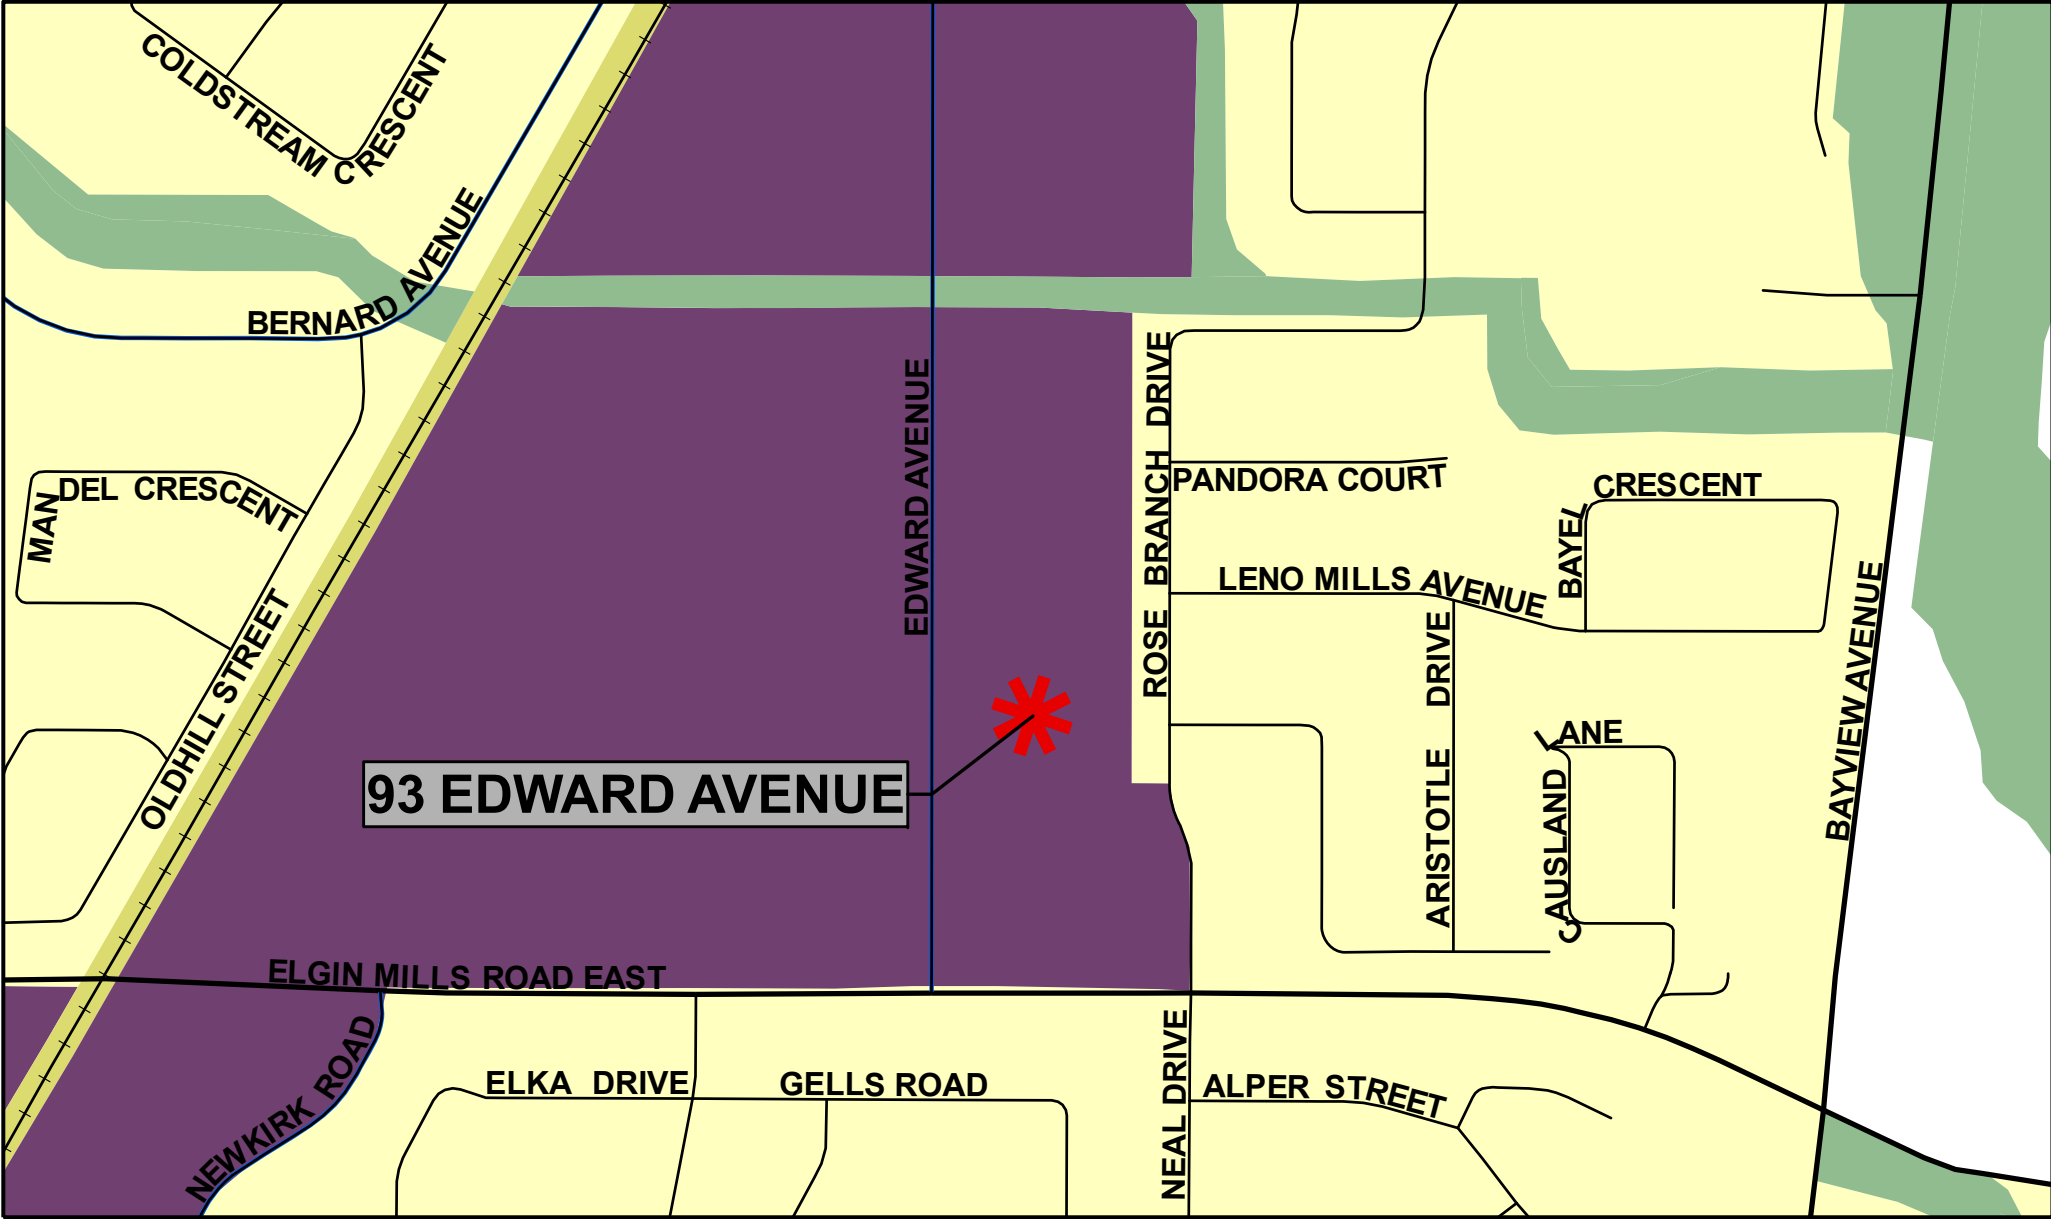 COLDSTREAM CRESCENT
BERNARD AVENUE
EDWARD AVENUE
ROSE BRANCH DRIVE
PANDORA COURT
MANDEL CRESCENT
BAYEL CRESCENT
LENO MILLS AVENUE
OLDHILL STREET
ARISTOTLE DRIVE
BAYVIEW AVENUE
CAUSLAND LANE
93 EDWARD AVENUE
ELGIN MILLS ROAD EAST
NEWKIRK ROAD
ELKA DRIVE
GELLS ROAD
NEAL DRIVE
ALPER STREET